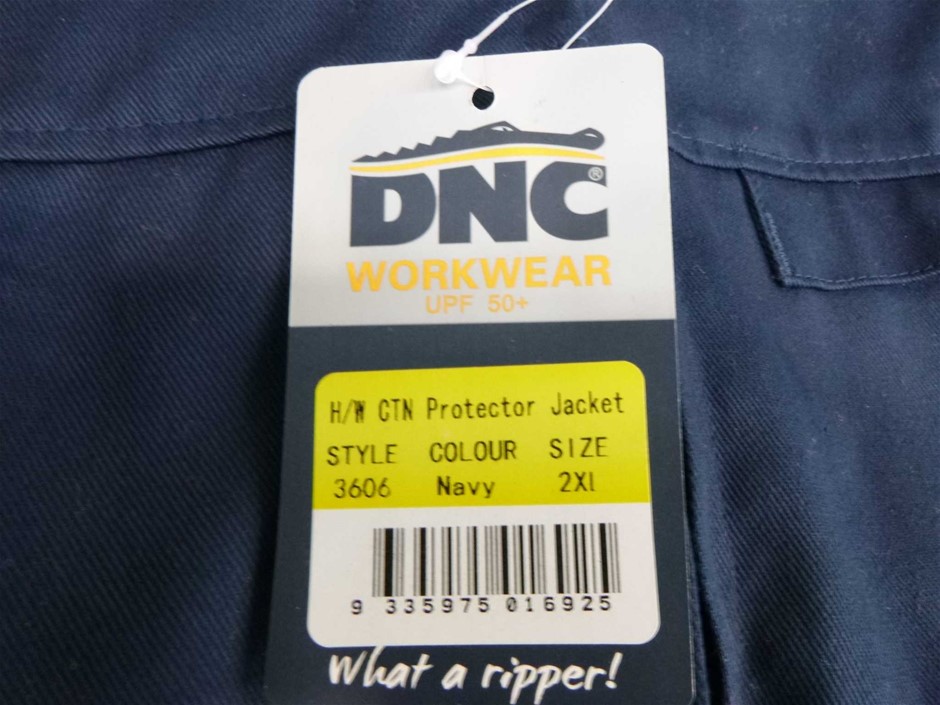 DNC®
WORKWEAR
UPF 50+
H/W CTN Protector Jacket
STYLE COLOUR SIZE
3606 Navy 2Xl
9 335975 016925
What a ripper!